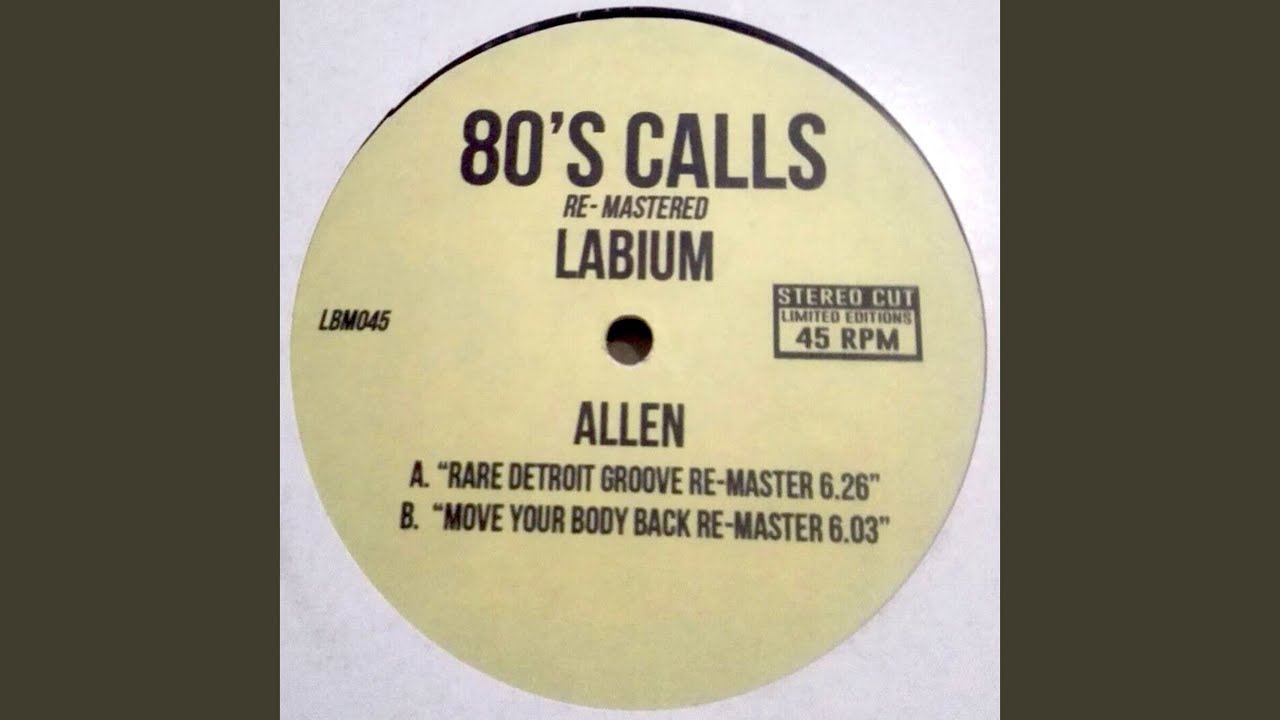 80'S CALLS
RE- MASTERED
LABIUM
LBM045
STEREO CUT
LIMITED EDITIONS
45 RPM
ALLEN
A. "RARE DETROIT GROOVE RE-MASTER 6.26"
B. "MOVE YOUR BODY BACK RE-MASTER 6.03"